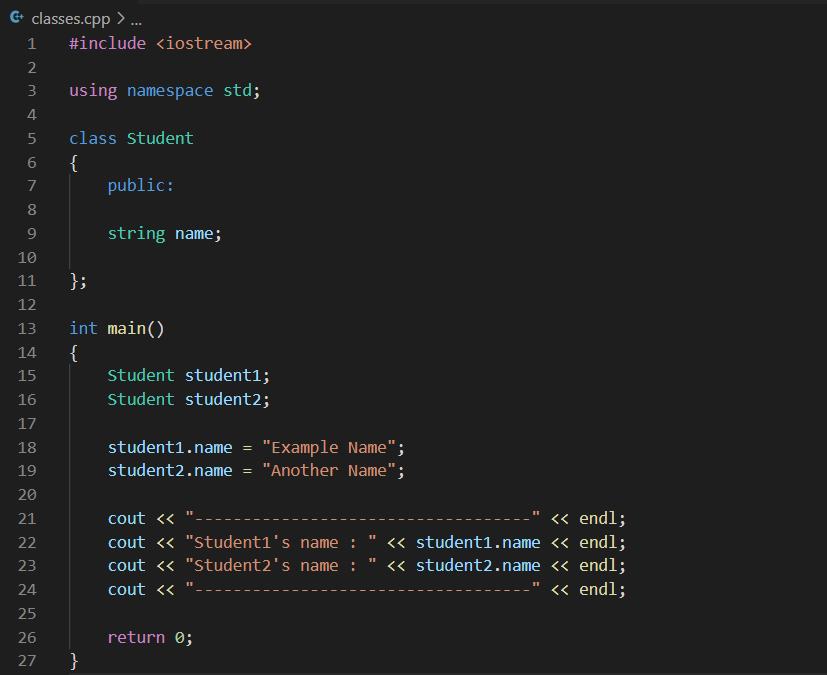 classes.cpp > ...
1 #include <iostream>
2
3 using namespace std;
4
5 class Student
6 {
7     public:
8
9     string name;
10
11 };
12
13 int main()
14 {
15     Student student1;
16     Student student2;
17
18     student1.name = "Example Name";
19     student2.name = "Another Name";
20
21     cout << "-----------------------------------" << endl;
22     cout << "Student1's name : " << student1.name << endl;
23     cout << "Student2's name : " << student2.name << endl;
24     cout << "-----------------------------------" << endl;
25
26     return 0;
27 }